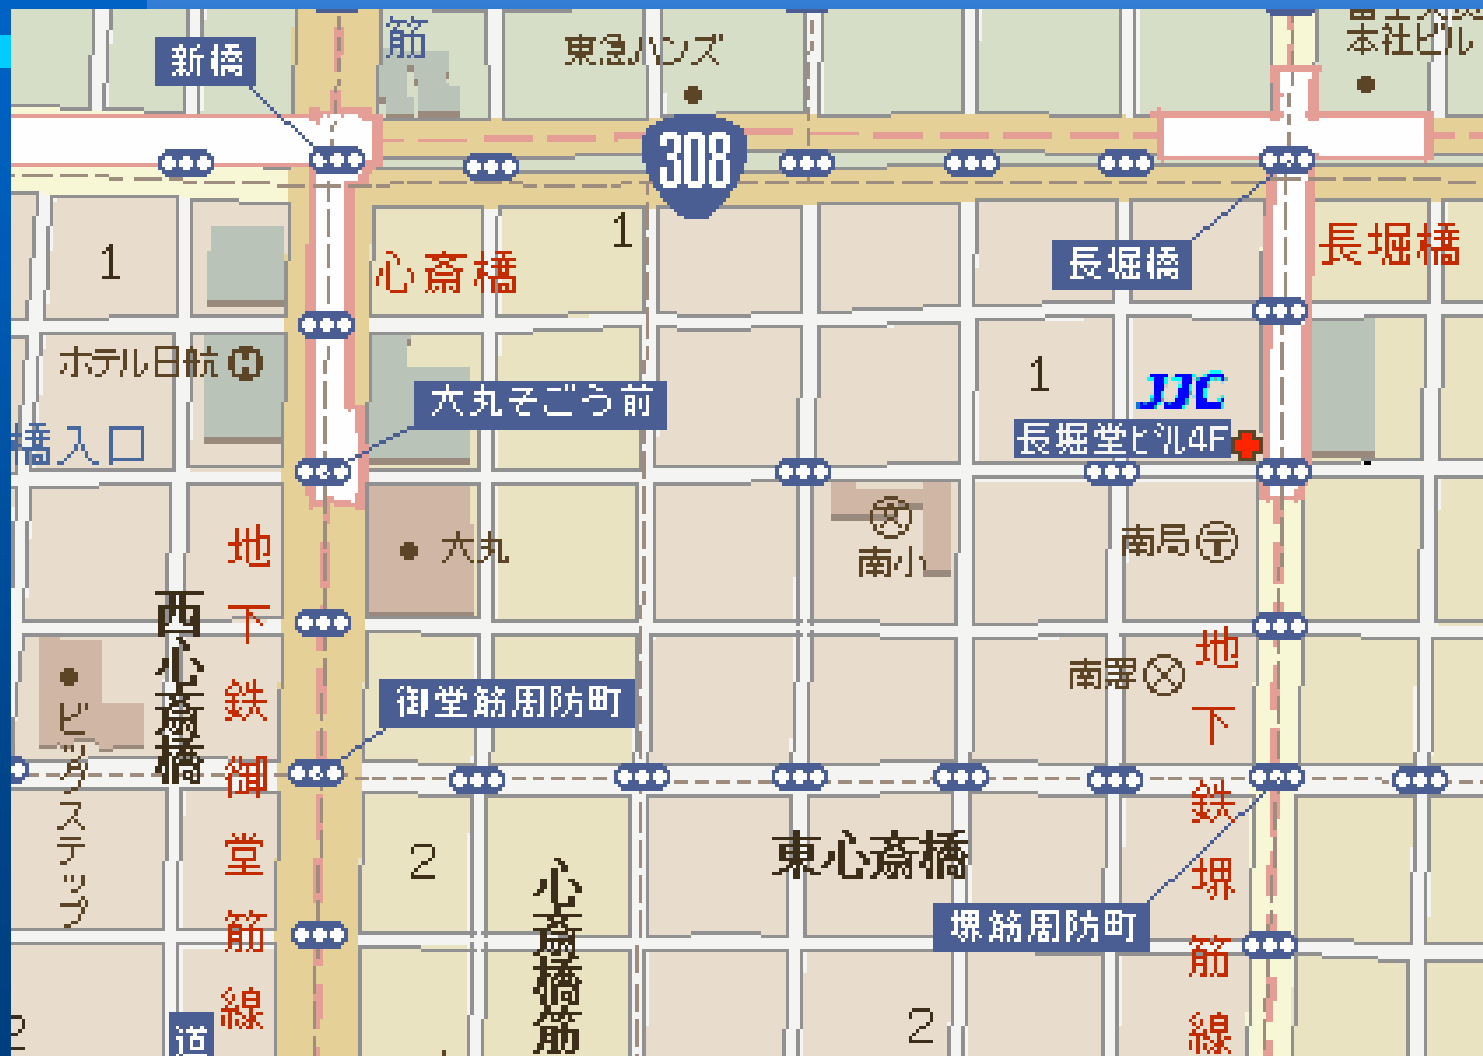 新橋
筋
東急ハンズ
本社ビル
308
1
1
心斎橋
長堀橋
長堀橋
ホテル日航
大丸そごう前
1
JJC
長堀堂ビル4F
橋入口
大丸
南小
南局
地下鉄御堂筋線
西心斎橋
南署
地下鉄堺筋線
御堂筋周防町
ビッグステップ
2
東心斎橋
心斎橋筋
堺筋周防町
2
2
道